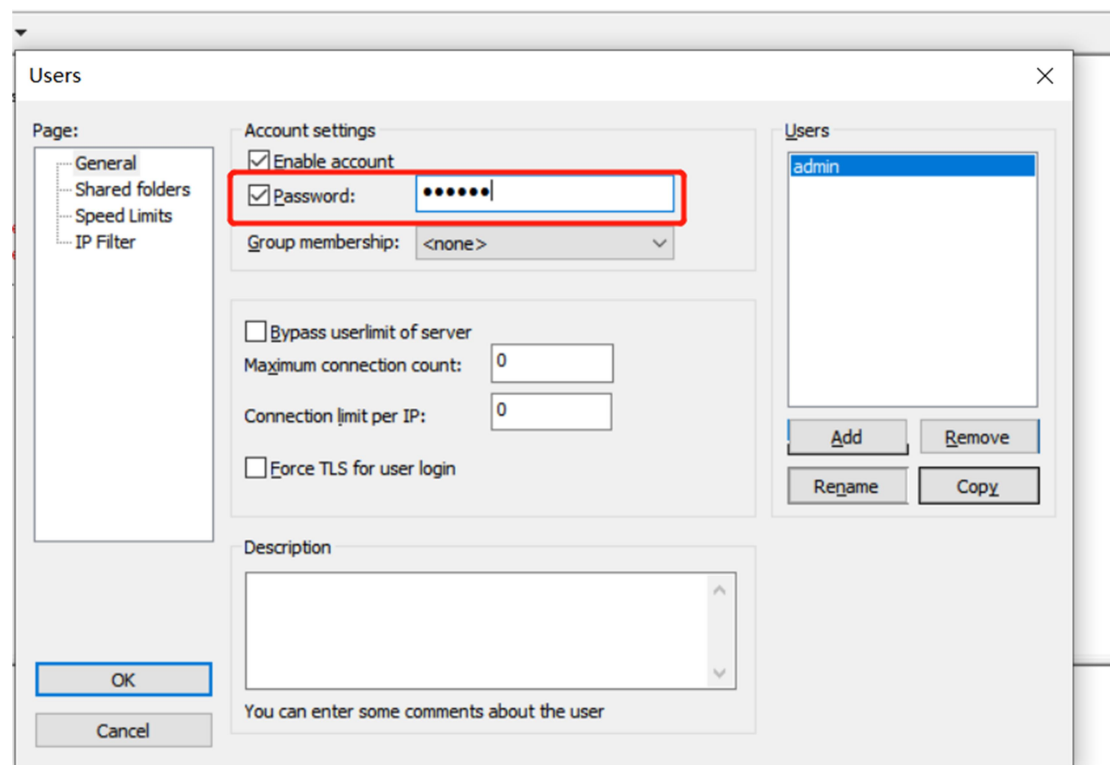 Users
Page:
General
Shared folders
Speed Limits
IP Filter
Account settings
Enable account
Password: ••••••
Group membership: <none>
Bypass userlimit of server
Maximum connection count: 0
Connection limit per IP: 0
Force TLS for user login
Description
You can enter some comments about the user
Users
admin
Add
Remove
Rename
Copy
OK
Cancel